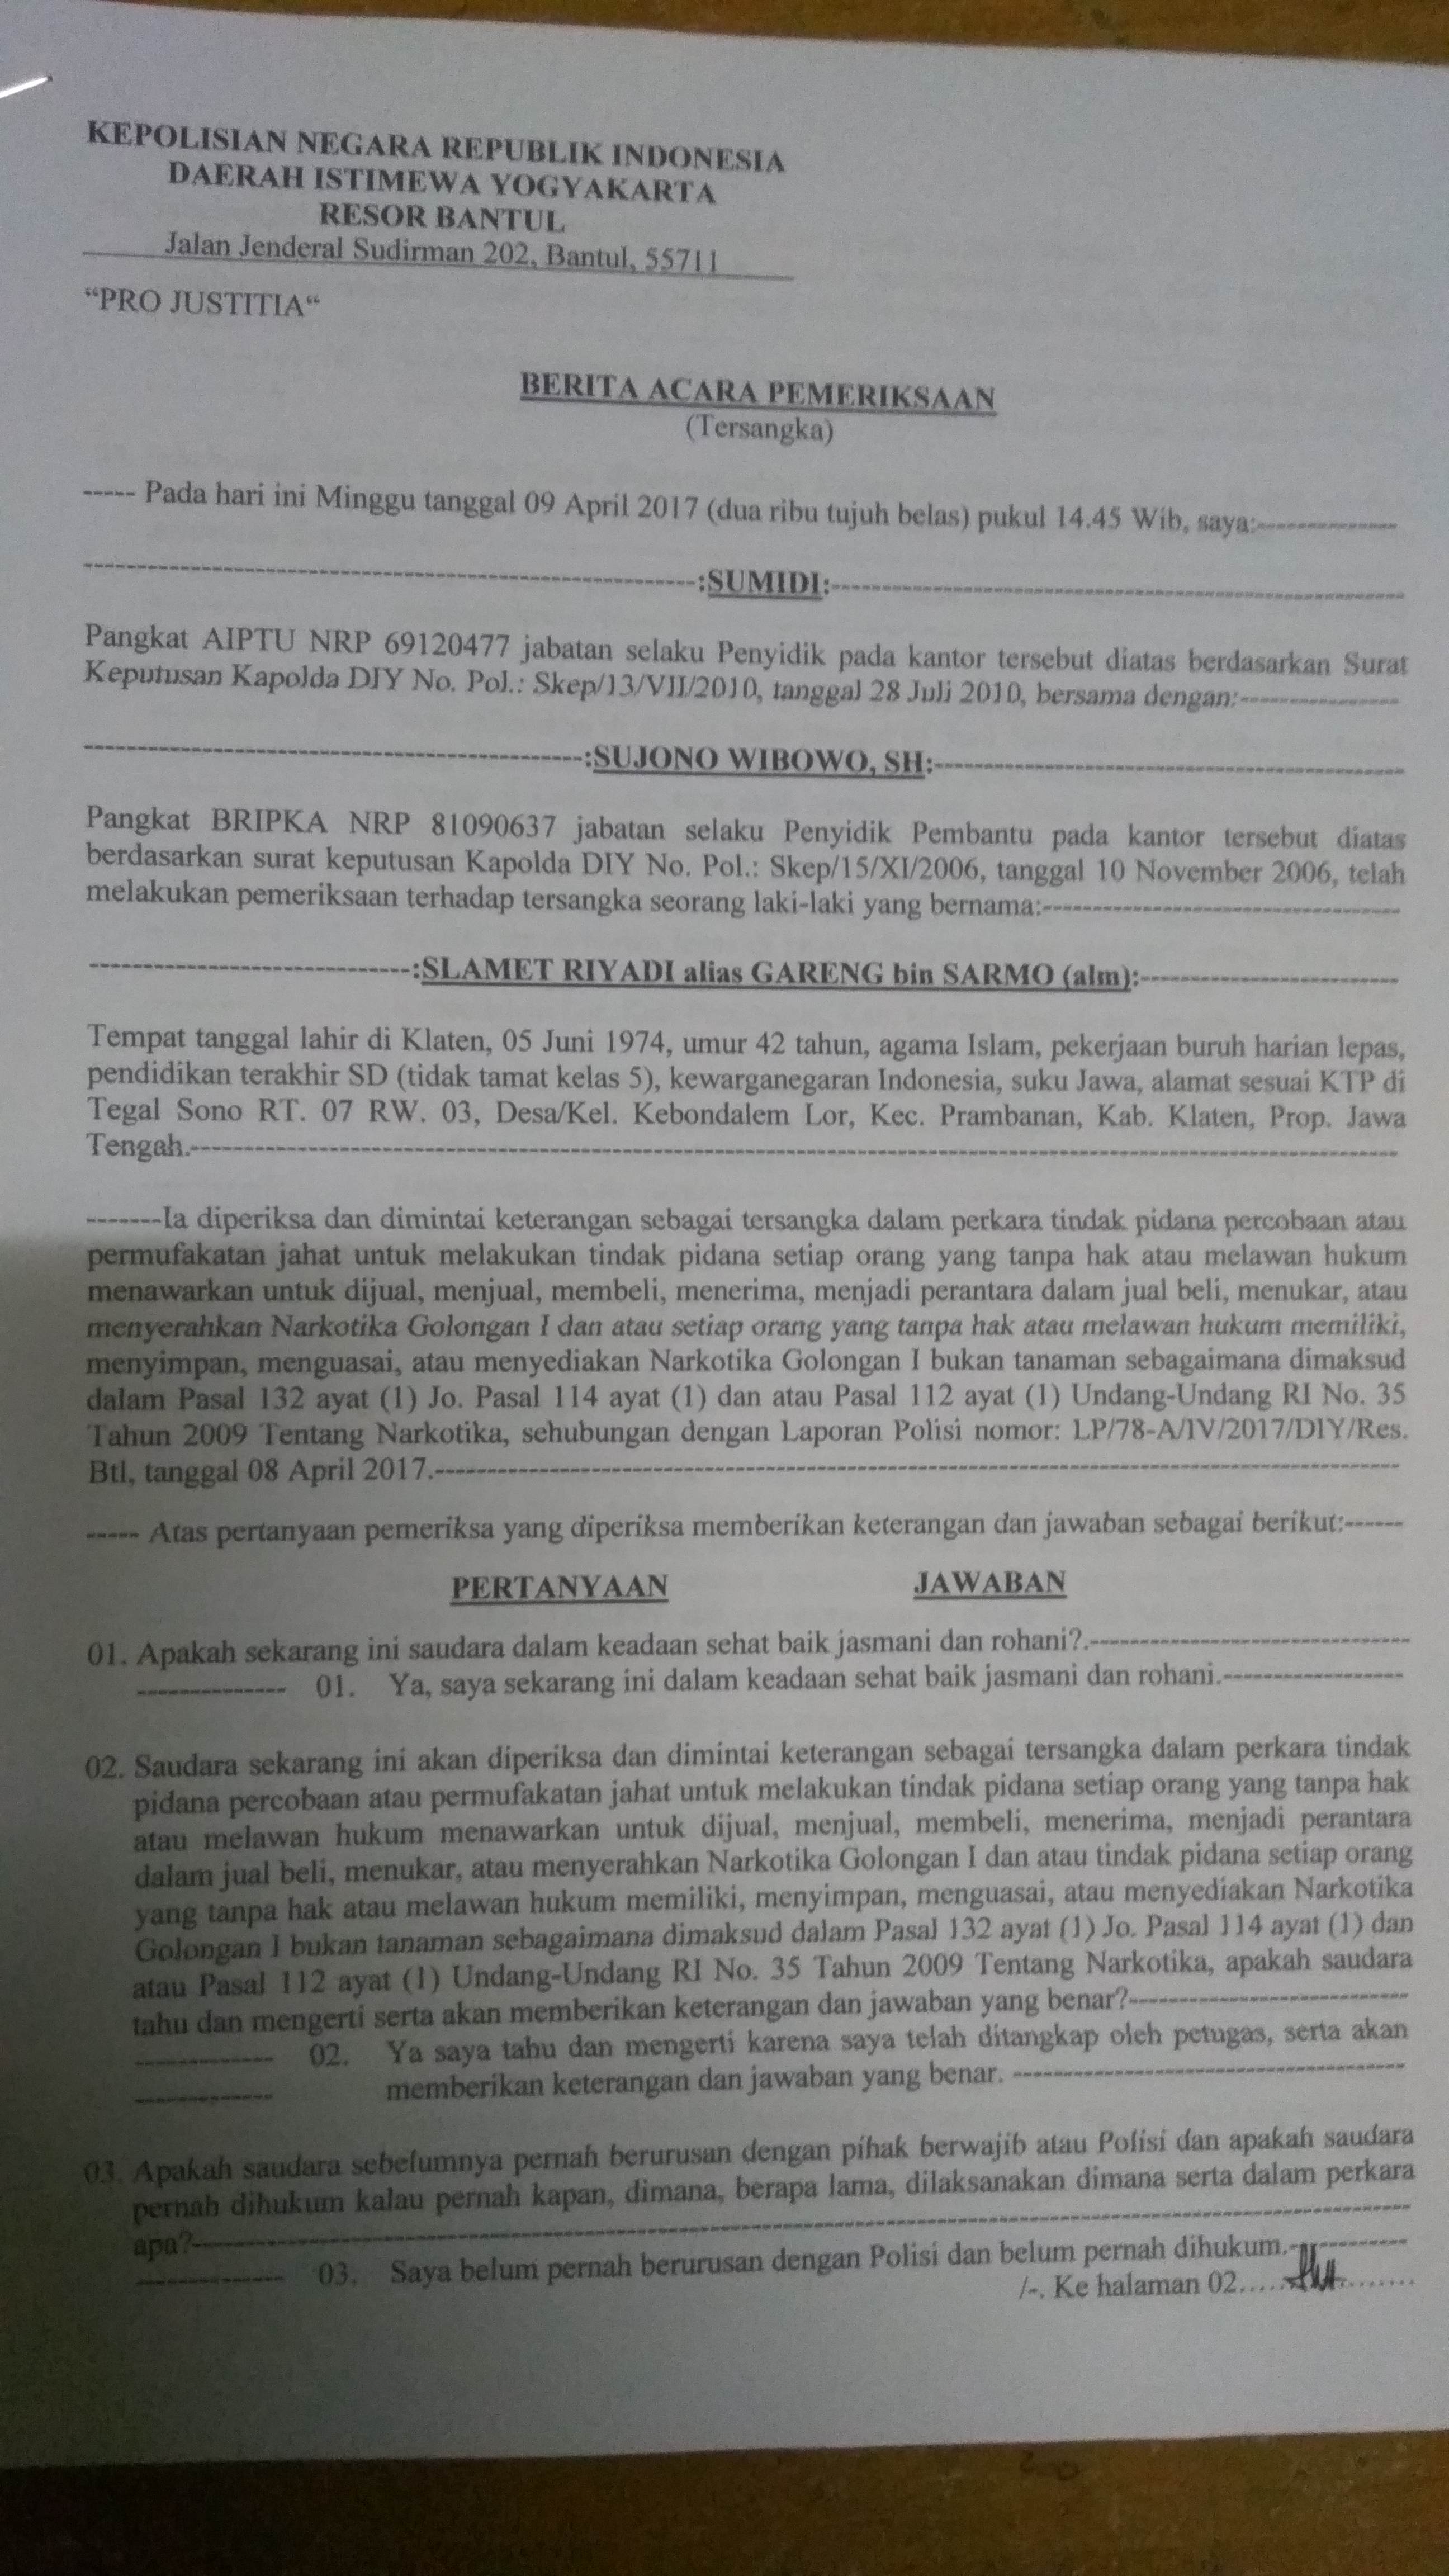 KEPOLISIAN NEGARA REPUBLIK INDONESIA
DAERAH ISTIMEWA YOGYAKARTA
RESOR BANTUL
Jalan Jenderal Sudirman 202, Bantul, 55711
“PRO JUSTITIA“
BERITA ACARA PEMERIKSAAN
(Tersangka)
----- Pada hari ini Minggu tanggal 09 April 2017 (dua ribu tujuh belas) pukul 14.45 Wib, saya:---------------
------------------------------:SUMIDI:------------------------------
Pangkat AIPTU NRP 69120477 jabatan selaku Penyidik pada kantor tersebut diatas berdasarkan Surat
Keputusan Kapolda DIY No. Pol.: Skep/13/VII/2010, tanggal 28 Juli 2010, bersama dengan:-----------------
------------------------------:SUJONO WIBOWO, SH:------------------------------
Pangkat BRIPKA NRP 81090637 jabatan selaku Penyidik Pembantu pada kantor tersebut diatas
berdasarkan surat keputusan Kapolda DIY No. Pol.: Skep/15/XI/2006, tanggal 10 November 2006, telah
melakukan pemeriksaan terhadap tersangka seorang laki-laki yang bernama:------------------------------
------------------------------:SLAMET RIYADI alias GARENG bin SARMO (alm):------------------------
Tempat tanggal lahir di Klaten, 05 Juni 1974, umur 42 tahun, agama Islam, pekerjaan buruh harian lepas,
pendidikan terakhir SD (tidak tamat kelas 5), kewarganegaran Indonesia, suku Jawa, alamat sesuai KTP di
Tegal Sono RT. 07 RW. 03, Desa/Kel. Kebondalem Lor, Kec. Prambanan, Kab. Klaten, Prop. Jawa
Tengah.------------------------------
-------Ia diperiksa dan dimintai keterangan sebagai tersangka dalam perkara tindak pidana percobaan atau
permufakatan jahat untuk melakukan tindak pidana setiap orang yang tanpa hak atau melawan hukum
menawarkan untuk dijual, menjual, membeli, menerima, menjadi perantara dalam jual beli, menukar, atau
menyerahkan Narkotika Golongan I dan atau setiap orang yang tanpa hak atau melawan hukum memiliki,
menyimpan, menguasai, atau menyediakan Narkotika Golongan I bukan tanaman sebagaimana dimaksud
dalam Pasal 132 ayat (1) Jo. Pasal 114 ayat (1) dan atau Pasal 112 ayat (1) Undang-Undang RI No. 35
Tahun 2009 Tentang Narkotika, sehubungan dengan Laporan Polisi nomor: LP/78-A/IV/2017/DIY/Res.
Btl, tanggal 08 April 2017.------------------------------
----- Atas pertanyaan pemeriksa yang diperiksa memberikan keterangan dan jawaban sebagai berikut:------
PERTANYAAN JAWABAN
01. Apakah sekarang ini saudara dalam keadaan sehat baik jasmani dan rohani?.------------------------------
-------------- 01. Ya, saya sekarang ini dalam keadaan sehat baik jasmani dan rohani.-----------------
02. Saudara sekarang ini akan diperiksa dan dimintai keterangan sebagai tersangka dalam perkara tindak
pidana percobaan atau permufakatan jahat untuk melakukan tindak pidana setiap orang yang tanpa hak
atau melawan hukum menawarkan untuk dijual, menjual, membeli, menerima, menjadi perantara
dalam jual beli, menukar, atau menyerahkan Narkotika Golongan I dan atau tindak pidana setiap orang
yang tanpa hak atau melawan hukum memiliki, menyimpan, menguasai, atau menyediakan Narkotika
Golongan I bukan tanaman sebagaimana dimaksud dalam Pasal 132 ayat (1) Jo. Pasal 114 ayat (1) dan
atau Pasal 112 ayat (1) Undang-Undang RI No. 35 Tahun 2009 Tentang Narkotika, apakah saudara
tahu dan mengerti serta akan memberikan keterangan dan jawaban yang benar?--------------------------
------------- 02. Ya saya tahu dan mengerti karena saya telah ditangkap oleh petugas, serta akan
------------- memberikan keterangan dan jawaban yang benar. ------------------------------
03. Apakah saudara sebelumnya pernah berurusan dengan pihak berwajib atau Polisi dan apakah saudara
pernah dihukum kalau pernah kapan, dimana, berapa lama, dilaksanakan dimana serta dalam perkara
apa?------------------------------
-------------- 03. Saya belum pernah berurusan dengan Polisi dan belum pernah dihukum.-------------
/-. Ke halaman 02...................